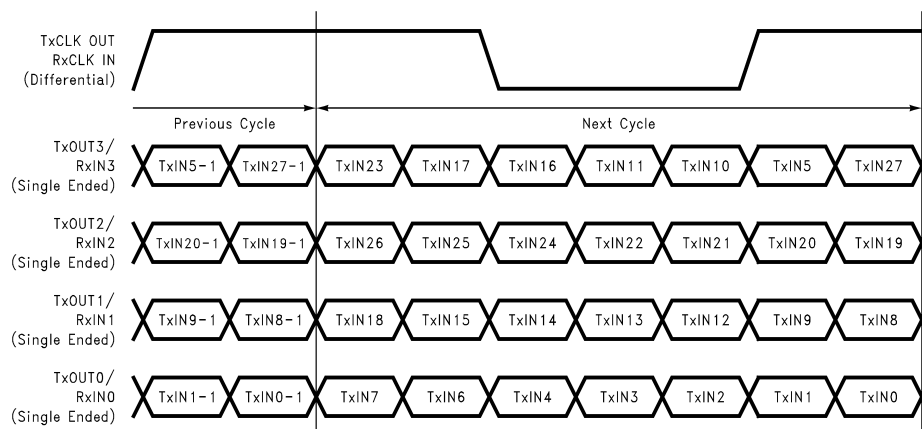 TxCLK OUT
RxCLK IN
(Differential)
Previous Cycle
Next Cycle
TxOUT3/
RxIN3
(Single Ended)
TxIN5-1 TxIN27-1 TxIN23 TxIN17 TxIN16 TxIN11 TxIN10 TxIN5 TxIN27
TxOUT2/
RxIN2
(Single Ended)
TxIN20-1 TxIN19-1 TxIN26 TxIN25 TxIN24 TxIN22 TxIN21 TxIN20 TxIN19
TxOUT1/
RxIN1
(Single Ended)
TxIN9-1 TxIN8-1 TxIN18 TxIN15 TxIN14 TxIN13 TxIN12 TxIN9 TxIN8
TxOUT0/
RxIN0
(Single Ended)
TxIN1-1 TxIN0-1 TxIN7 TxIN6 TxIN4 TxIN3 TxIN2 TxIN1 TxIN0